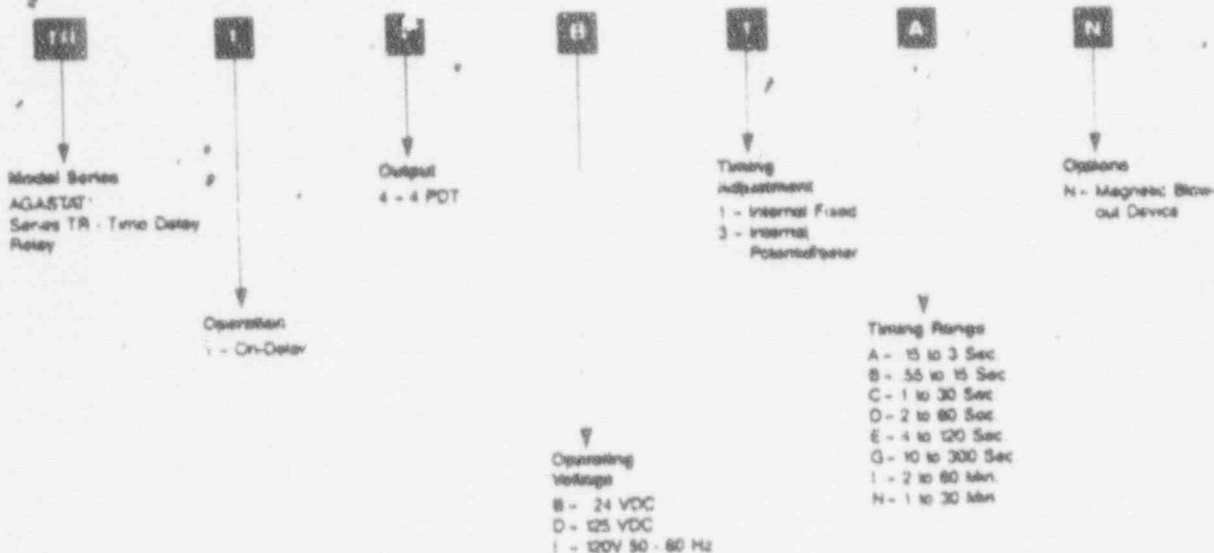 TR
1
4
B
1
A
N
Model Series
AGASTAT
Series TR - Time Delay
Relay
Operation
1 - On-Delay
Output
4 - 4 PDT
Operating
Voltage
B - 24 VDC
D - 125 VDC
I - 120V 50 - 60 Hz
Timing
Adjustment
1 - Internal Fixed
3 - Internal
Potentiometer
Timing Range
A - .15 to 3 Sec.
B - .55 to 15 Sec.
C - 1 to 30 Sec.
D - 2 to 60 Sec.
E - 4 to 120 Sec.
G - 10 to 300 Sec.
I - 2 to 60 Min.
N - 1 to 30 Min
Options
N - Magnetic Blow-
out Device